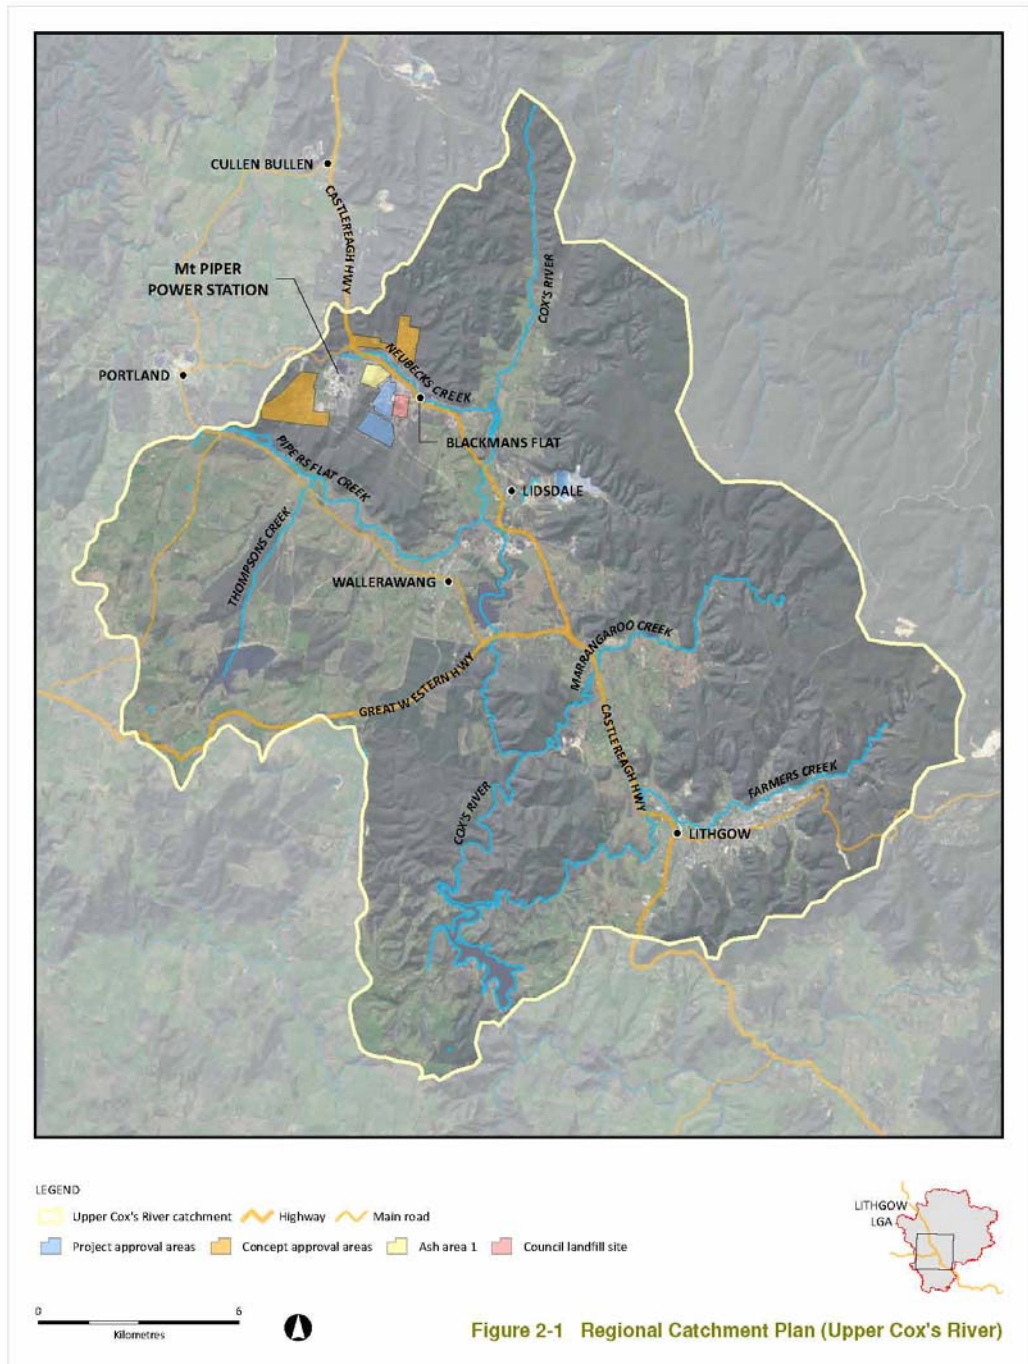 CULLEN BULLEN
CASTLEREAGH HWY
Mt PIPER
POWER STATION
COX'S RIVER
NEUBECKS CREEK
PORTLAND
BLACKMANS FLAT
PIPERS FLAT CREEK
LIDSDALE
THOMPSONS CREEK
WALLERAWANG
MARRANGAROO CREEK
GREAT WESTERN HWY
CASTLEREAGH HWY
FARMERS CREEK
COX'S RIVER
LITHGOW
LEGEND
Upper Cox's River catchment Highway Main road
Project approval areas Concept approval areas Ash area 1 Council landfill site
LITHGOW
LGA
0 6
Kilometres
Figure 2-1 Regional Catchment Plan (Upper Cox's River)